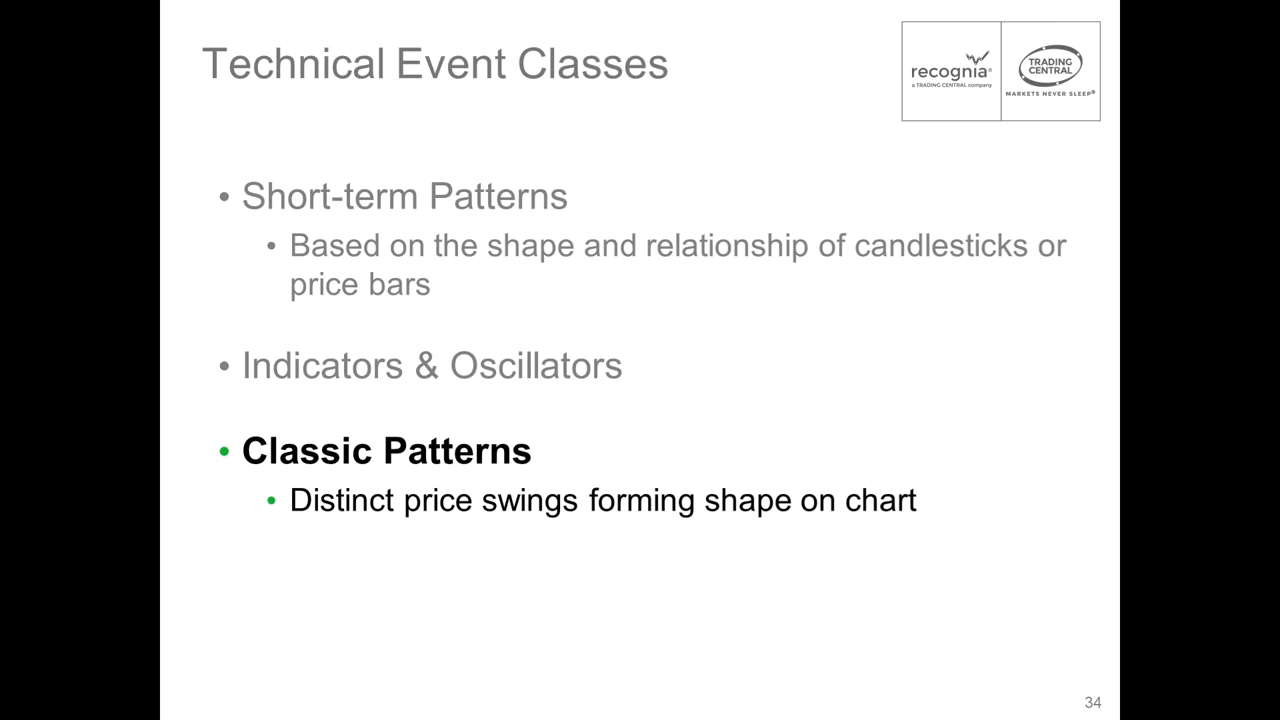 Technical Event Classes
recognia®
a TRADING CENTRAL company
TRADING
CENTRAL
MARKETS NEVER SLEEP®
• Short-term Patterns
• Based on the shape and relationship of candlesticks or
price bars
• Indicators & Oscillators
• Classic Patterns
• Distinct price swings forming shape on chart
34